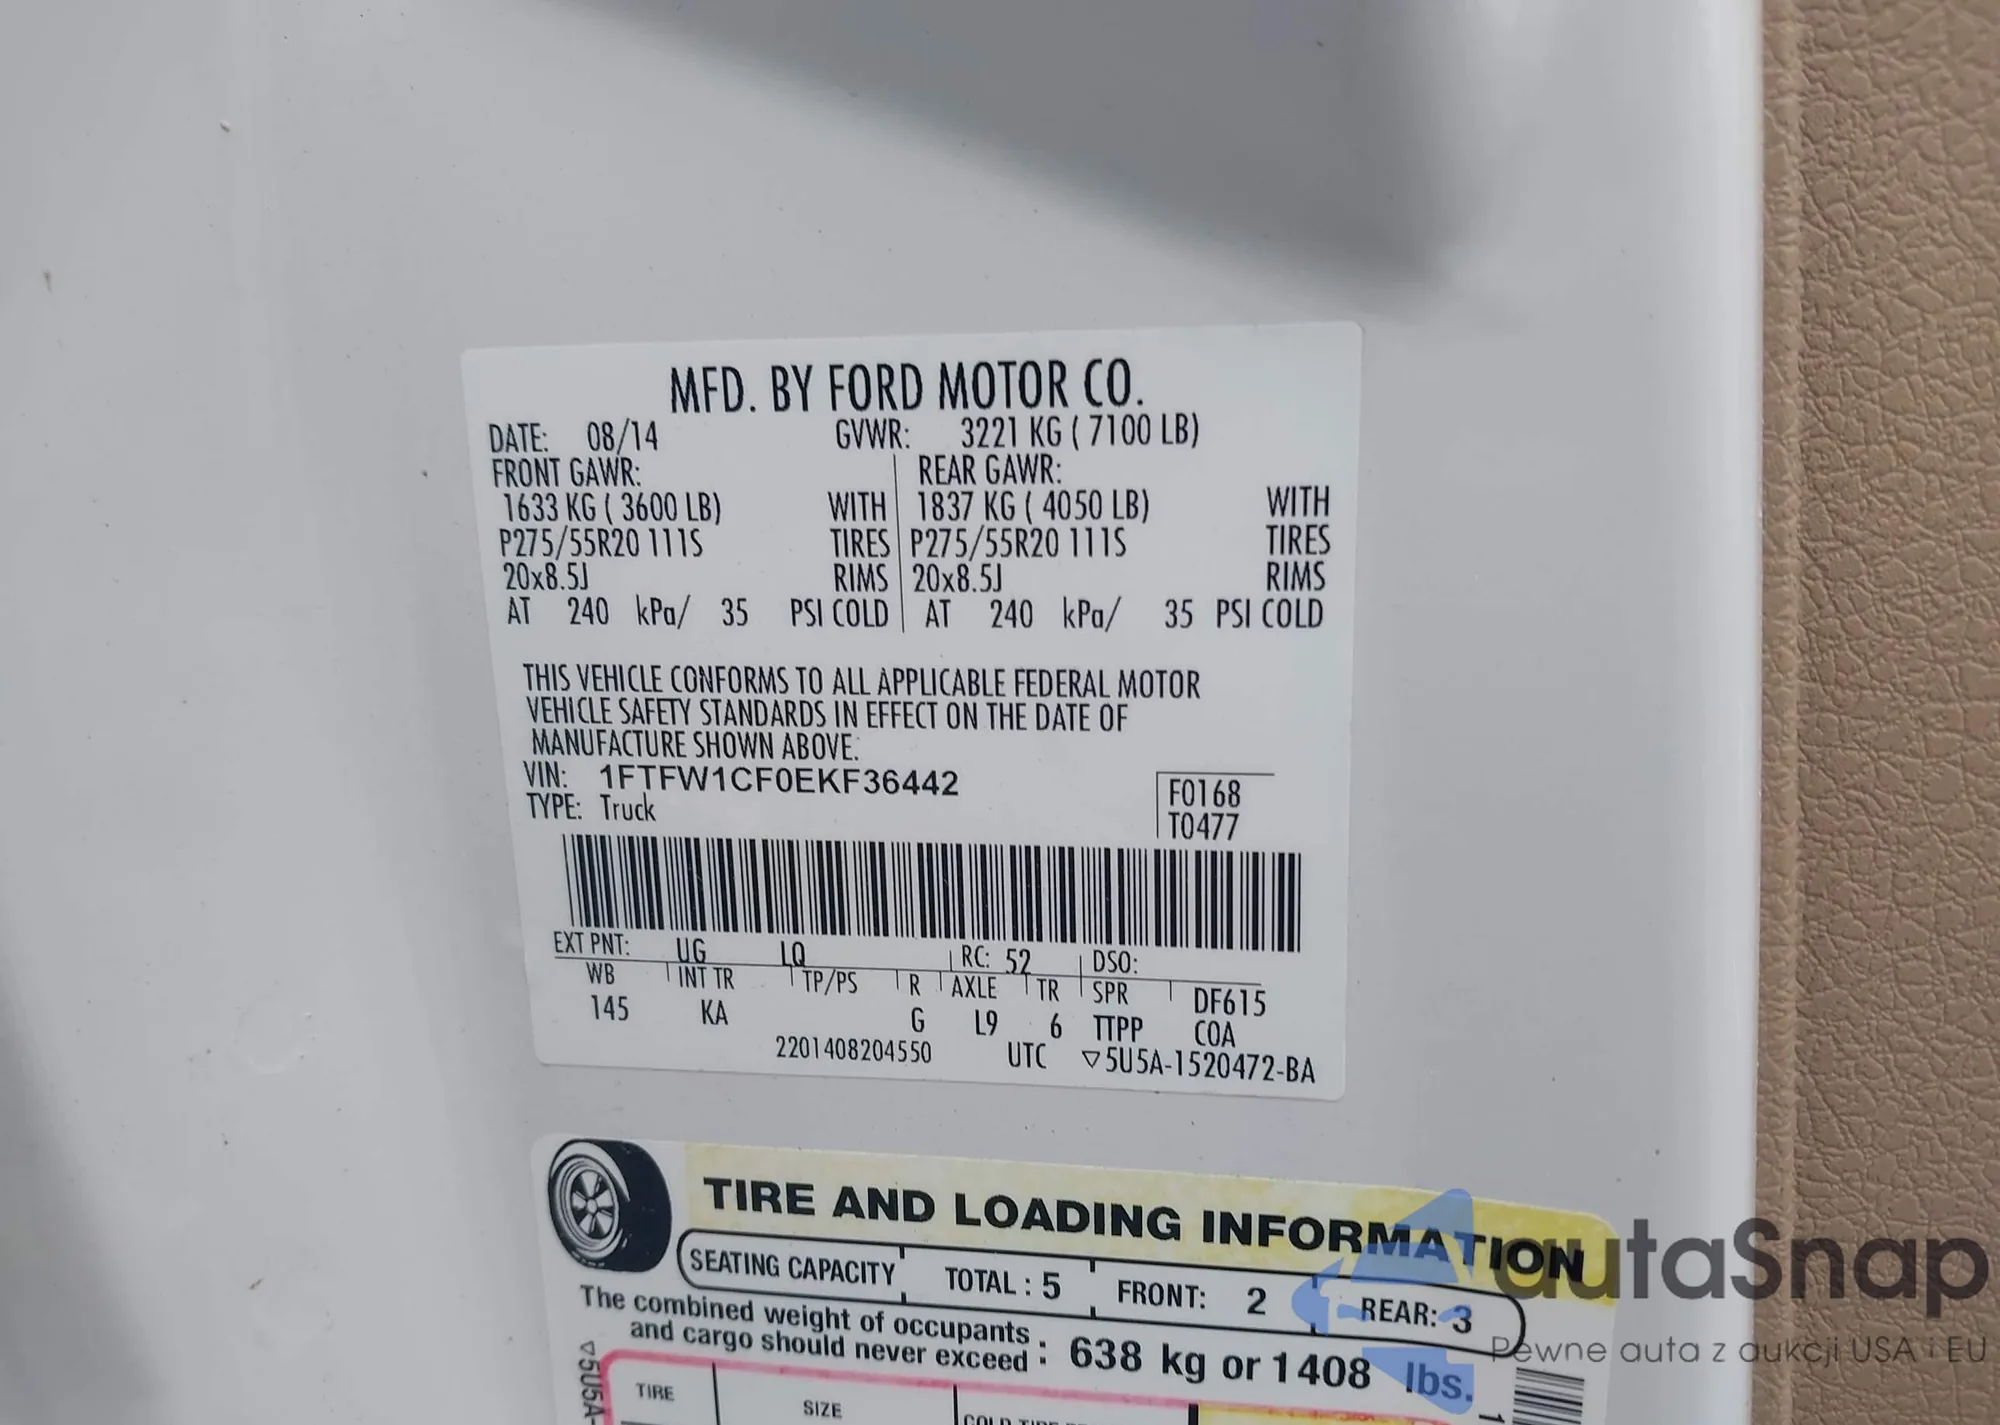 MFD. BY FORD MOTOR CO.
DATE: 08/14 GVWR: 3221 KG ( 7100 LB)
FRONT GAWR: REAR GAWR:
1633 KG ( 3600 LB) WITH 1837 KG ( 4050 LB) WITH
P275/55R20 111S TIRES P275/55R20 111S TIRES
20x8.5J RIMS 20x8.5J RIMS
AT 240 kPa/ 35 PSI COLD AT 240 kPa/ 35 PSI COLD
THIS VEHICLE CONFORMS TO ALL APPLICABLE FEDERAL MOTOR
VEHICLE SAFETY STANDARDS IN EFFECT ON THE DATE OF
MANUFACTURE SHOWN ABOVE.
VIN: 1FTFW1CF0EKF36442 F0168
TYPE: Truck T0477
EXT PNT: UG LQ RC: 52 DSO:
WB INT TR TP/PS R AXLE TR SPR DF615
145 KA G L9 6 TTPP COA
2201408204550 UTC ▽5U5A-1520472-BA
TIRE AND LOADING INFORMATION
SEATING CAPACITY TOTAL : 5 FRONT: 2 REAR: 3
The combined weight of occupants
and cargo should never exceed : 638 kg or 1408 lbs.
▽5U5A-
TIRE SIZE
autaSnap
Pewne auta z aukcji USA i EU